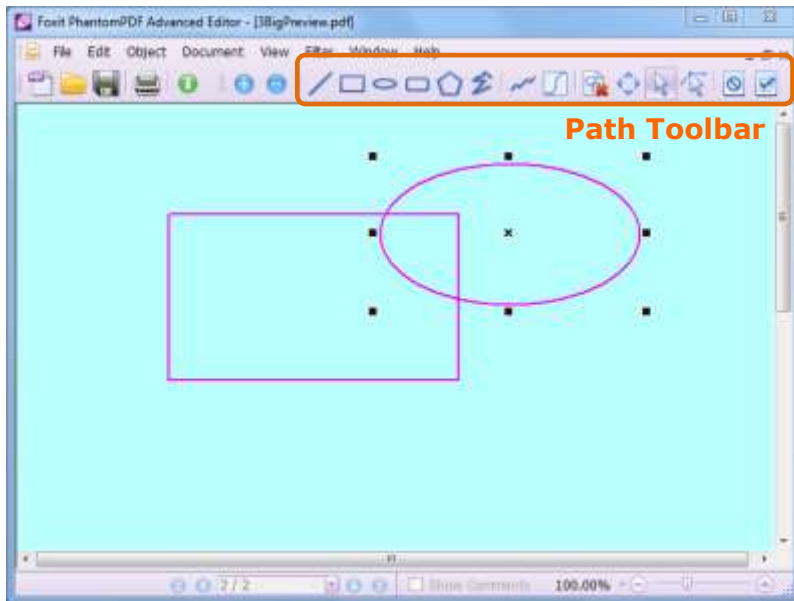 Foxit PhantomPDF Advanced Editor - [3BigPreview.pdf]
File Edit Object Document View Filter Window Help
Path Toolbar
2 / 2 Show Comments 100.00%